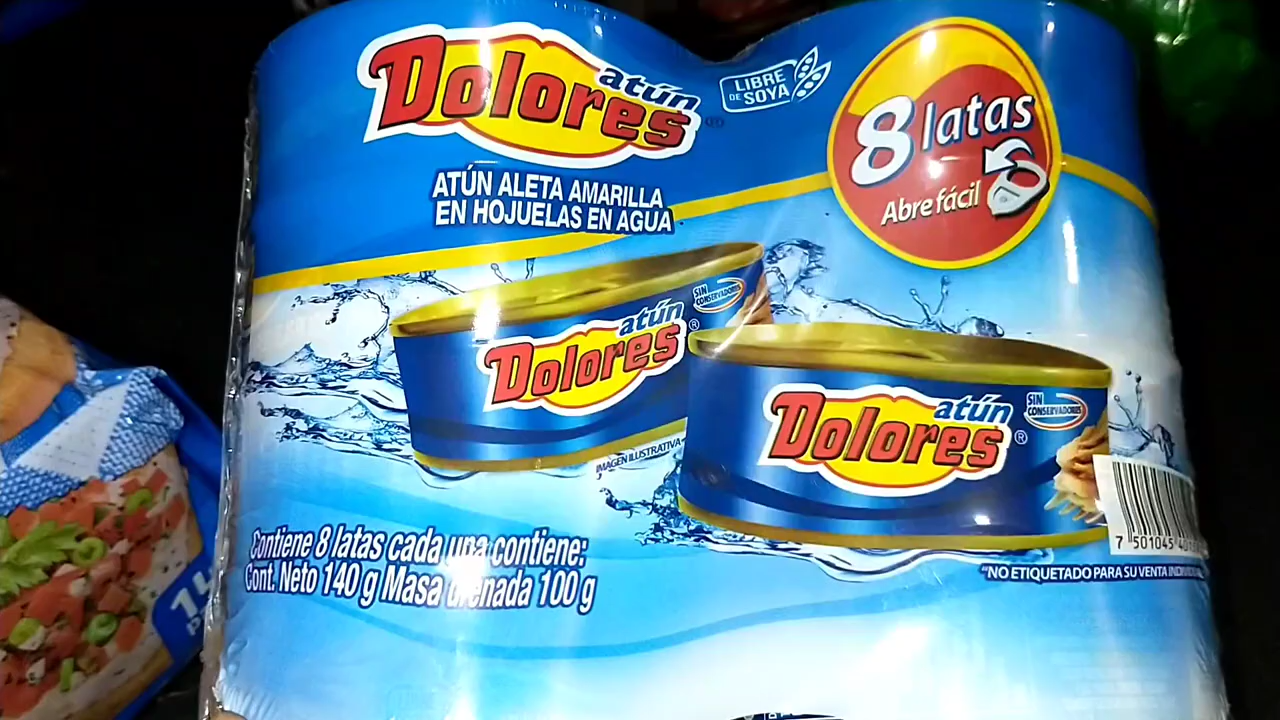 atún
Dolores
LIBRE
DE SOYA
8 latas
Abre fácil
ATÚN ALETA AMARILLA
EN HOJUELAS EN AGUA
atún
Dolores®
SIN
CONSERVADORES
atún
Dolores®
SIN
CONSERVADORES
IMAGEN ILUSTRATIVA
Contiene 8 latas cada una contiene:
Cont. Neto 140 g Masa drenada 100 g
7 501045
"NO ETIQUETADO PARA SU VENTA